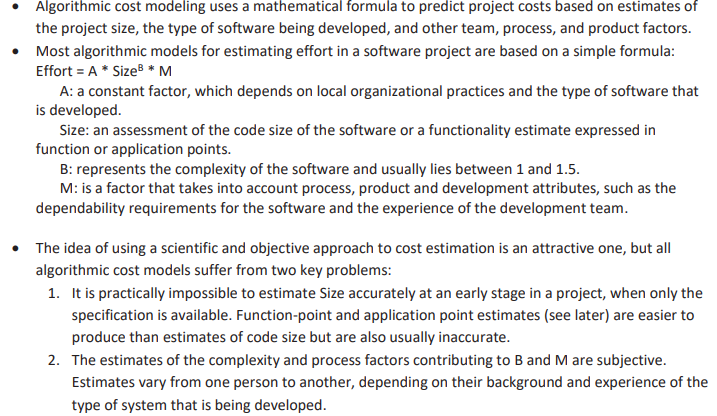 • Algorithmic cost modeling uses a mathematical formula to predict project costs based on estimates of
the project size, the type of software being developed, and other team, process, and product factors.
• Most algorithmic models for estimating effort in a software project are based on a simple formula:
Effort = A * Sizeᴮ * M
A: a constant factor, which depends on local organizational practices and the type of software that
is developed.
Size: an assessment of the code size of the software or a functionality estimate expressed in
function or application points.
B: represents the complexity of the software and usually lies between 1 and 1.5.
M: is a factor that takes into account process, product and development attributes, such as the
dependability requirements for the software and the experience of the development team.
• The idea of using a scientific and objective approach to cost estimation is an attractive one, but all
algorithmic cost models suffer from two key problems:
1. It is practically impossible to estimate Size accurately at an early stage in a project, when only the
specification is available. Function-point and application point estimates (see later) are easier to
produce than estimates of code size but are also usually inaccurate.
2. The estimates of the complexity and process factors contributing to B and M are subjective.
Estimates vary from one person to another, depending on their background and experience of the
type of system that is being developed.